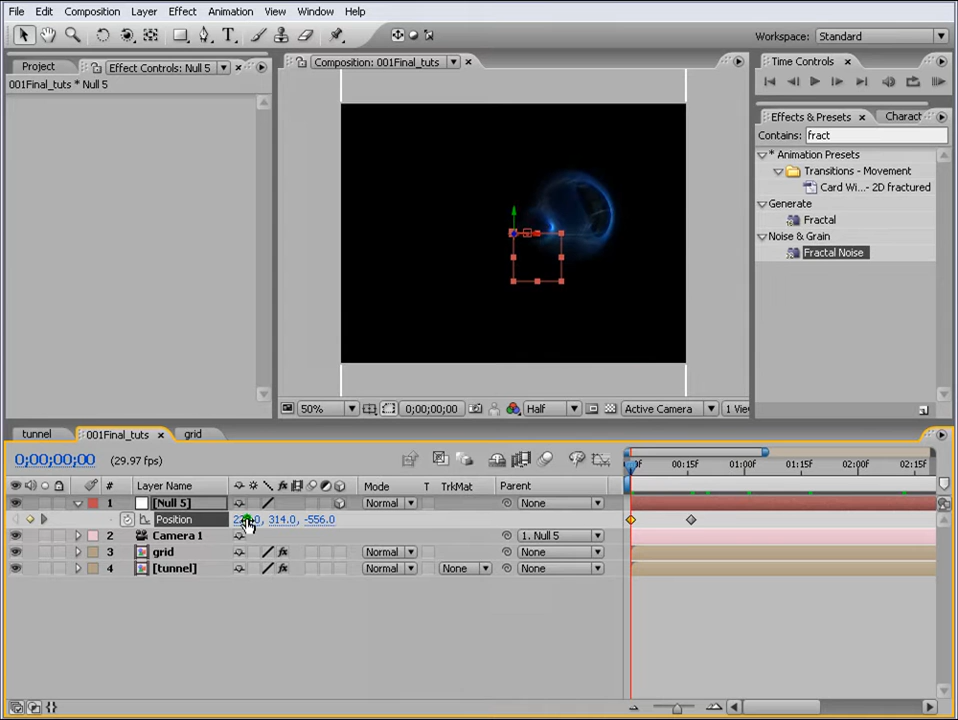 File Edit Composition Layer Effect Animation View Window Help
Workspace: Standard
Project Effect Controls: Null 5
001Final_tuts * Null 5
Composition: 001Final_tuts
Time Controls
Effects & Presets Charact
Contains: fract
* Animation Presets
Transitions - Movement
Card Wi...- 2D fractured
Generate
Fractal
Noise & Grain
Fractal Noise
50% 0;00;00;00 Half Active Camera 1 Vie
tunnel 001Final_tuts grid
0;00;00;00 (29.97 fps)
00:15f 01:00f 01:15f 02:00f 02:15f
# Layer Name Mode T TrkMat Parent
1 [Null 5] Normal None
Position 314.0, -556.0
2 Camera 1 1. Null 5
3 grid Normal None
4 [tunnel] Normal None None